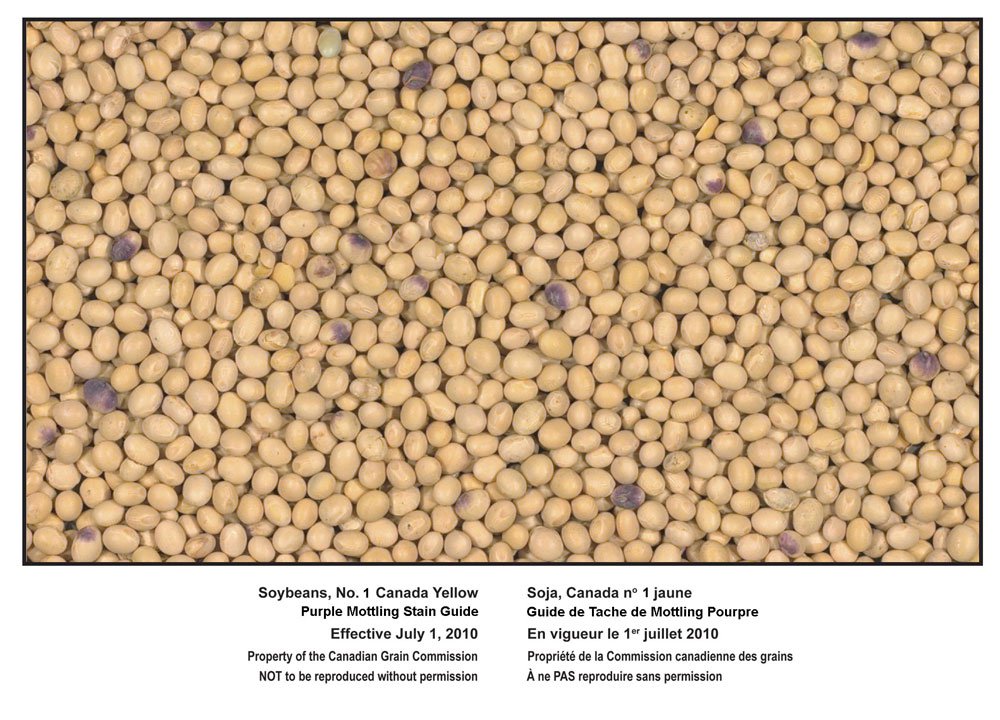 Soybeans, No. 1 Canada Yellow
Purple Mottling Stain Guide
Effective July 1, 2010
Property of the Canadian Grain Commission
NOT to be reproduced without permission
Soja, Canada nº 1 jaune
Guide de Tache de Mottling Pourpre
En vigueur le 1er juillet 2010
Propriété de la Commission canadienne des grains
À ne PAS reproduire sans permission